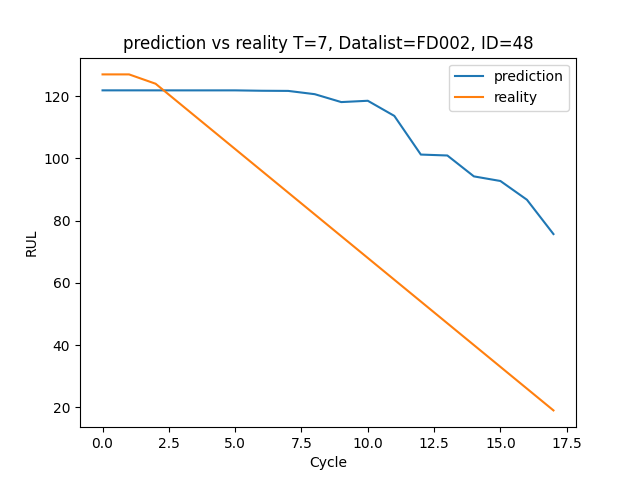 prediction vs reality T=7, Datalist=FD002, ID=48
prediction
reality
RUL
120
100
80
60
40
20
0.0 2.5 5.0 7.5 10.0 12.5 15.0 17.5
Cycle